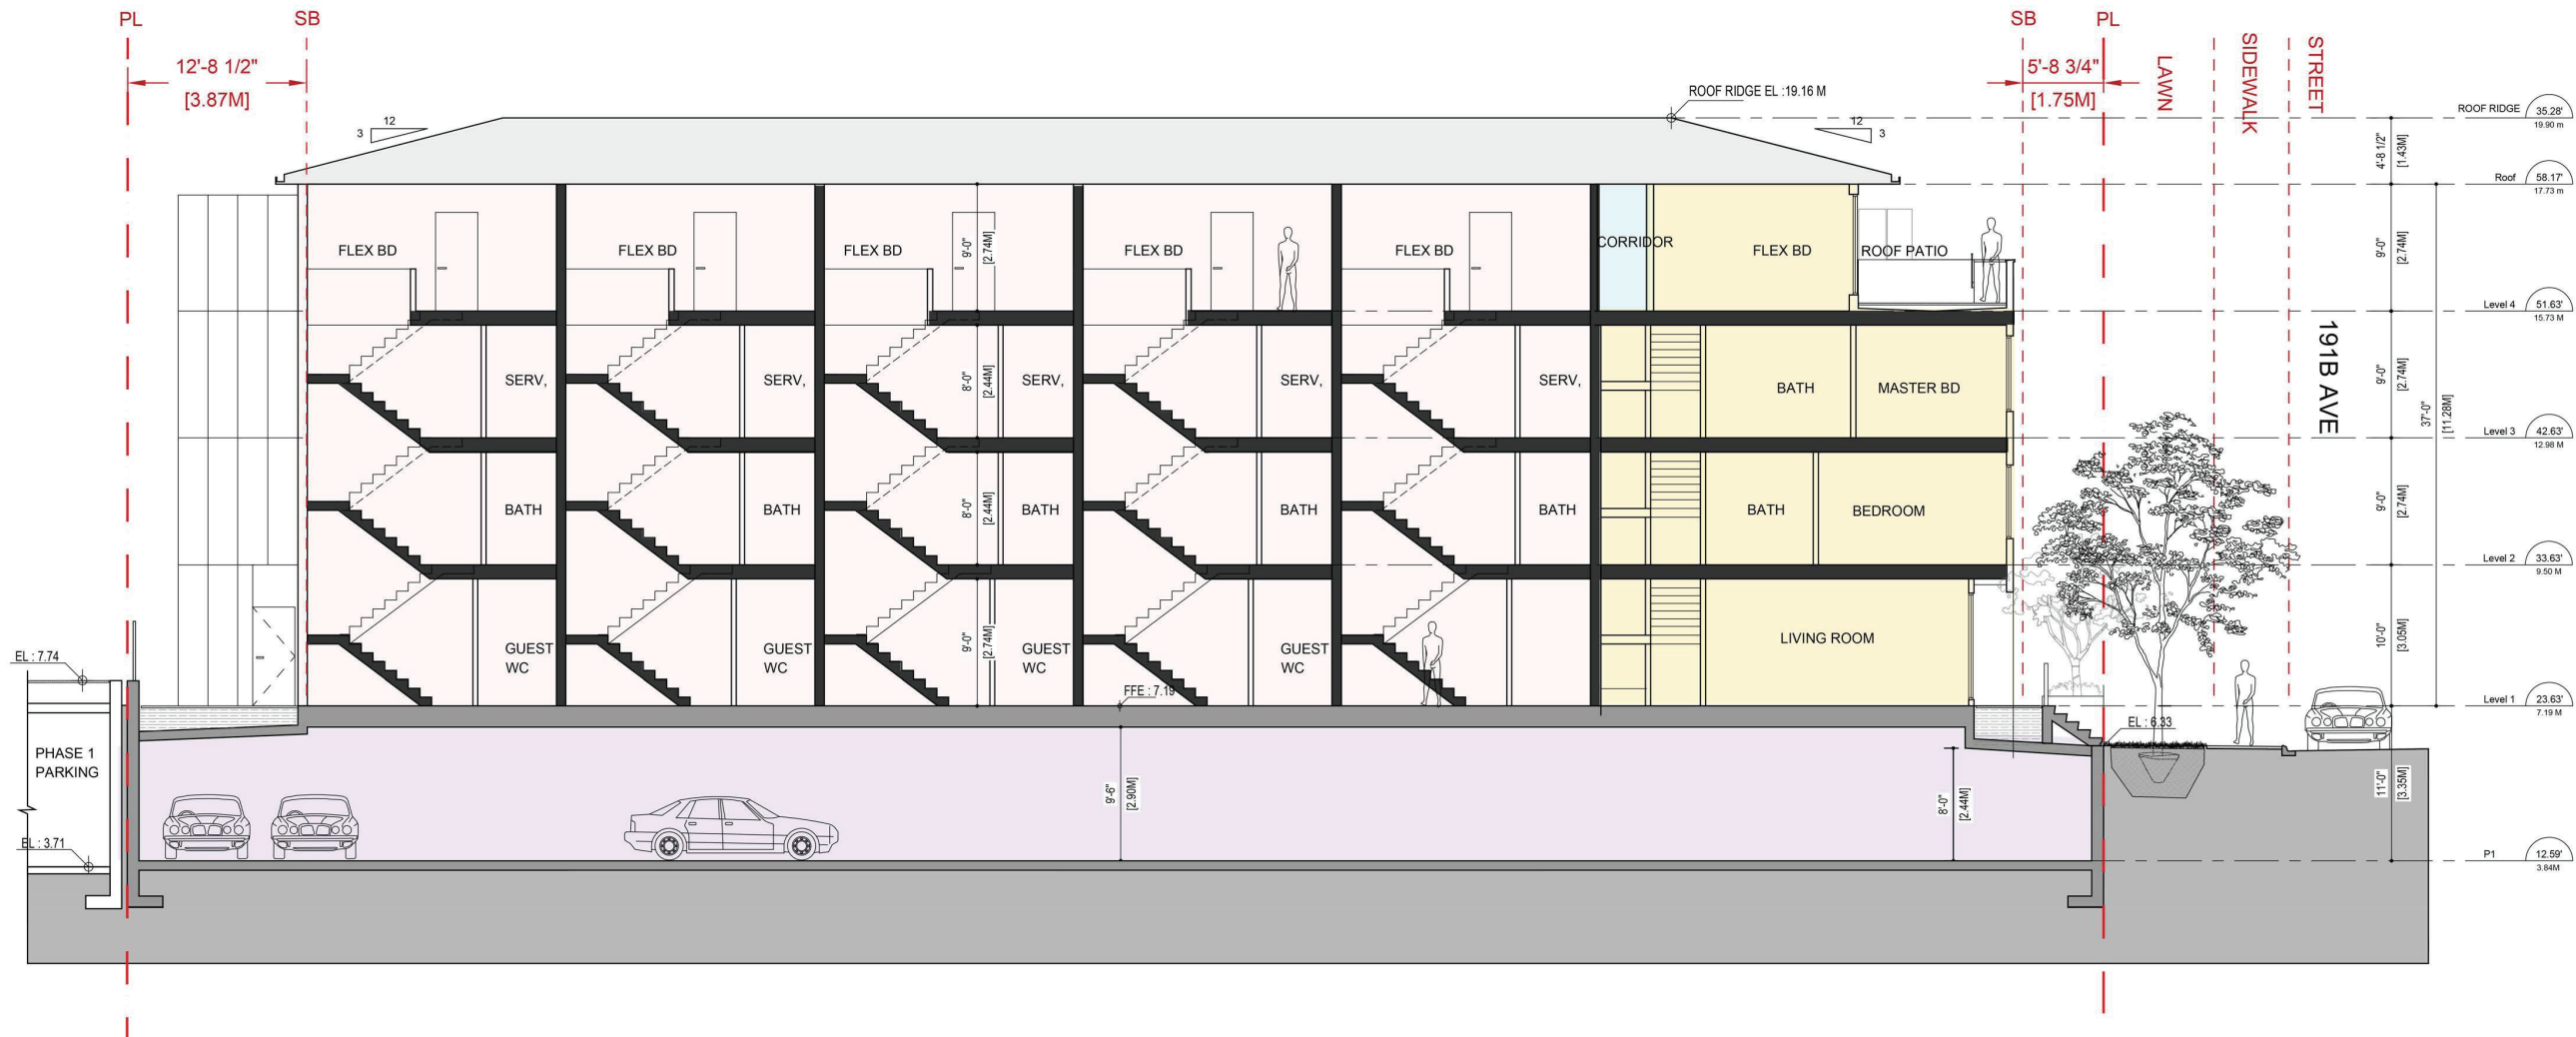 PL
SB
SB
PL
12'-8 1/2"
[3.87M]
5'-8 3/4"
[1.75M]
LAWN
SIDEWALK
STREET
ROOF RIDGE EL :19.16 M
12
3
12
3
ROOF RIDGE 35.28'
19.90 m
4'-8 1/2"
[1.43M]
Roof 58.17'
17.73 m
FLEX BD
FLEX BD
FLEX BD
9'-0"
[2.74M]
FLEX BD
FLEX BD
CORRIDOR
FLEX BD
ROOF PATIO
9'-0"
[2.74M]
Level 4 51.63'
15.73 M
SERV,
SERV,
8'-0"
[2.44M]
SERV,
SERV,
SERV,
BATH
MASTER BD
191B AVE
9'-0"
[2.74M]
37'-0"
[11.28M]
Level 3 42.63'
12.98 M
BATH
BATH
8'-0"
[2.44M]
BATH
BATH
BATH
BATH
BEDROOM
9'-0"
[2.74M]
Level 2 33.63'
9.50 M
GUEST
WC
GUEST
WC
9'-0"
[2.74M]
GUEST
WC
GUEST
WC
LIVING ROOM
10'-0"
[3.05M]
EL : 7.74
FFE : 7.19
Level 1 23.63'
7.19 M
EL : 6.33
PHASE 1
PARKING
9'-6"
[2.90M]
8'-0"
[2.44M]
11'-0"
[3.35M]
EL : 3.71
P1 12.59'
3.84M